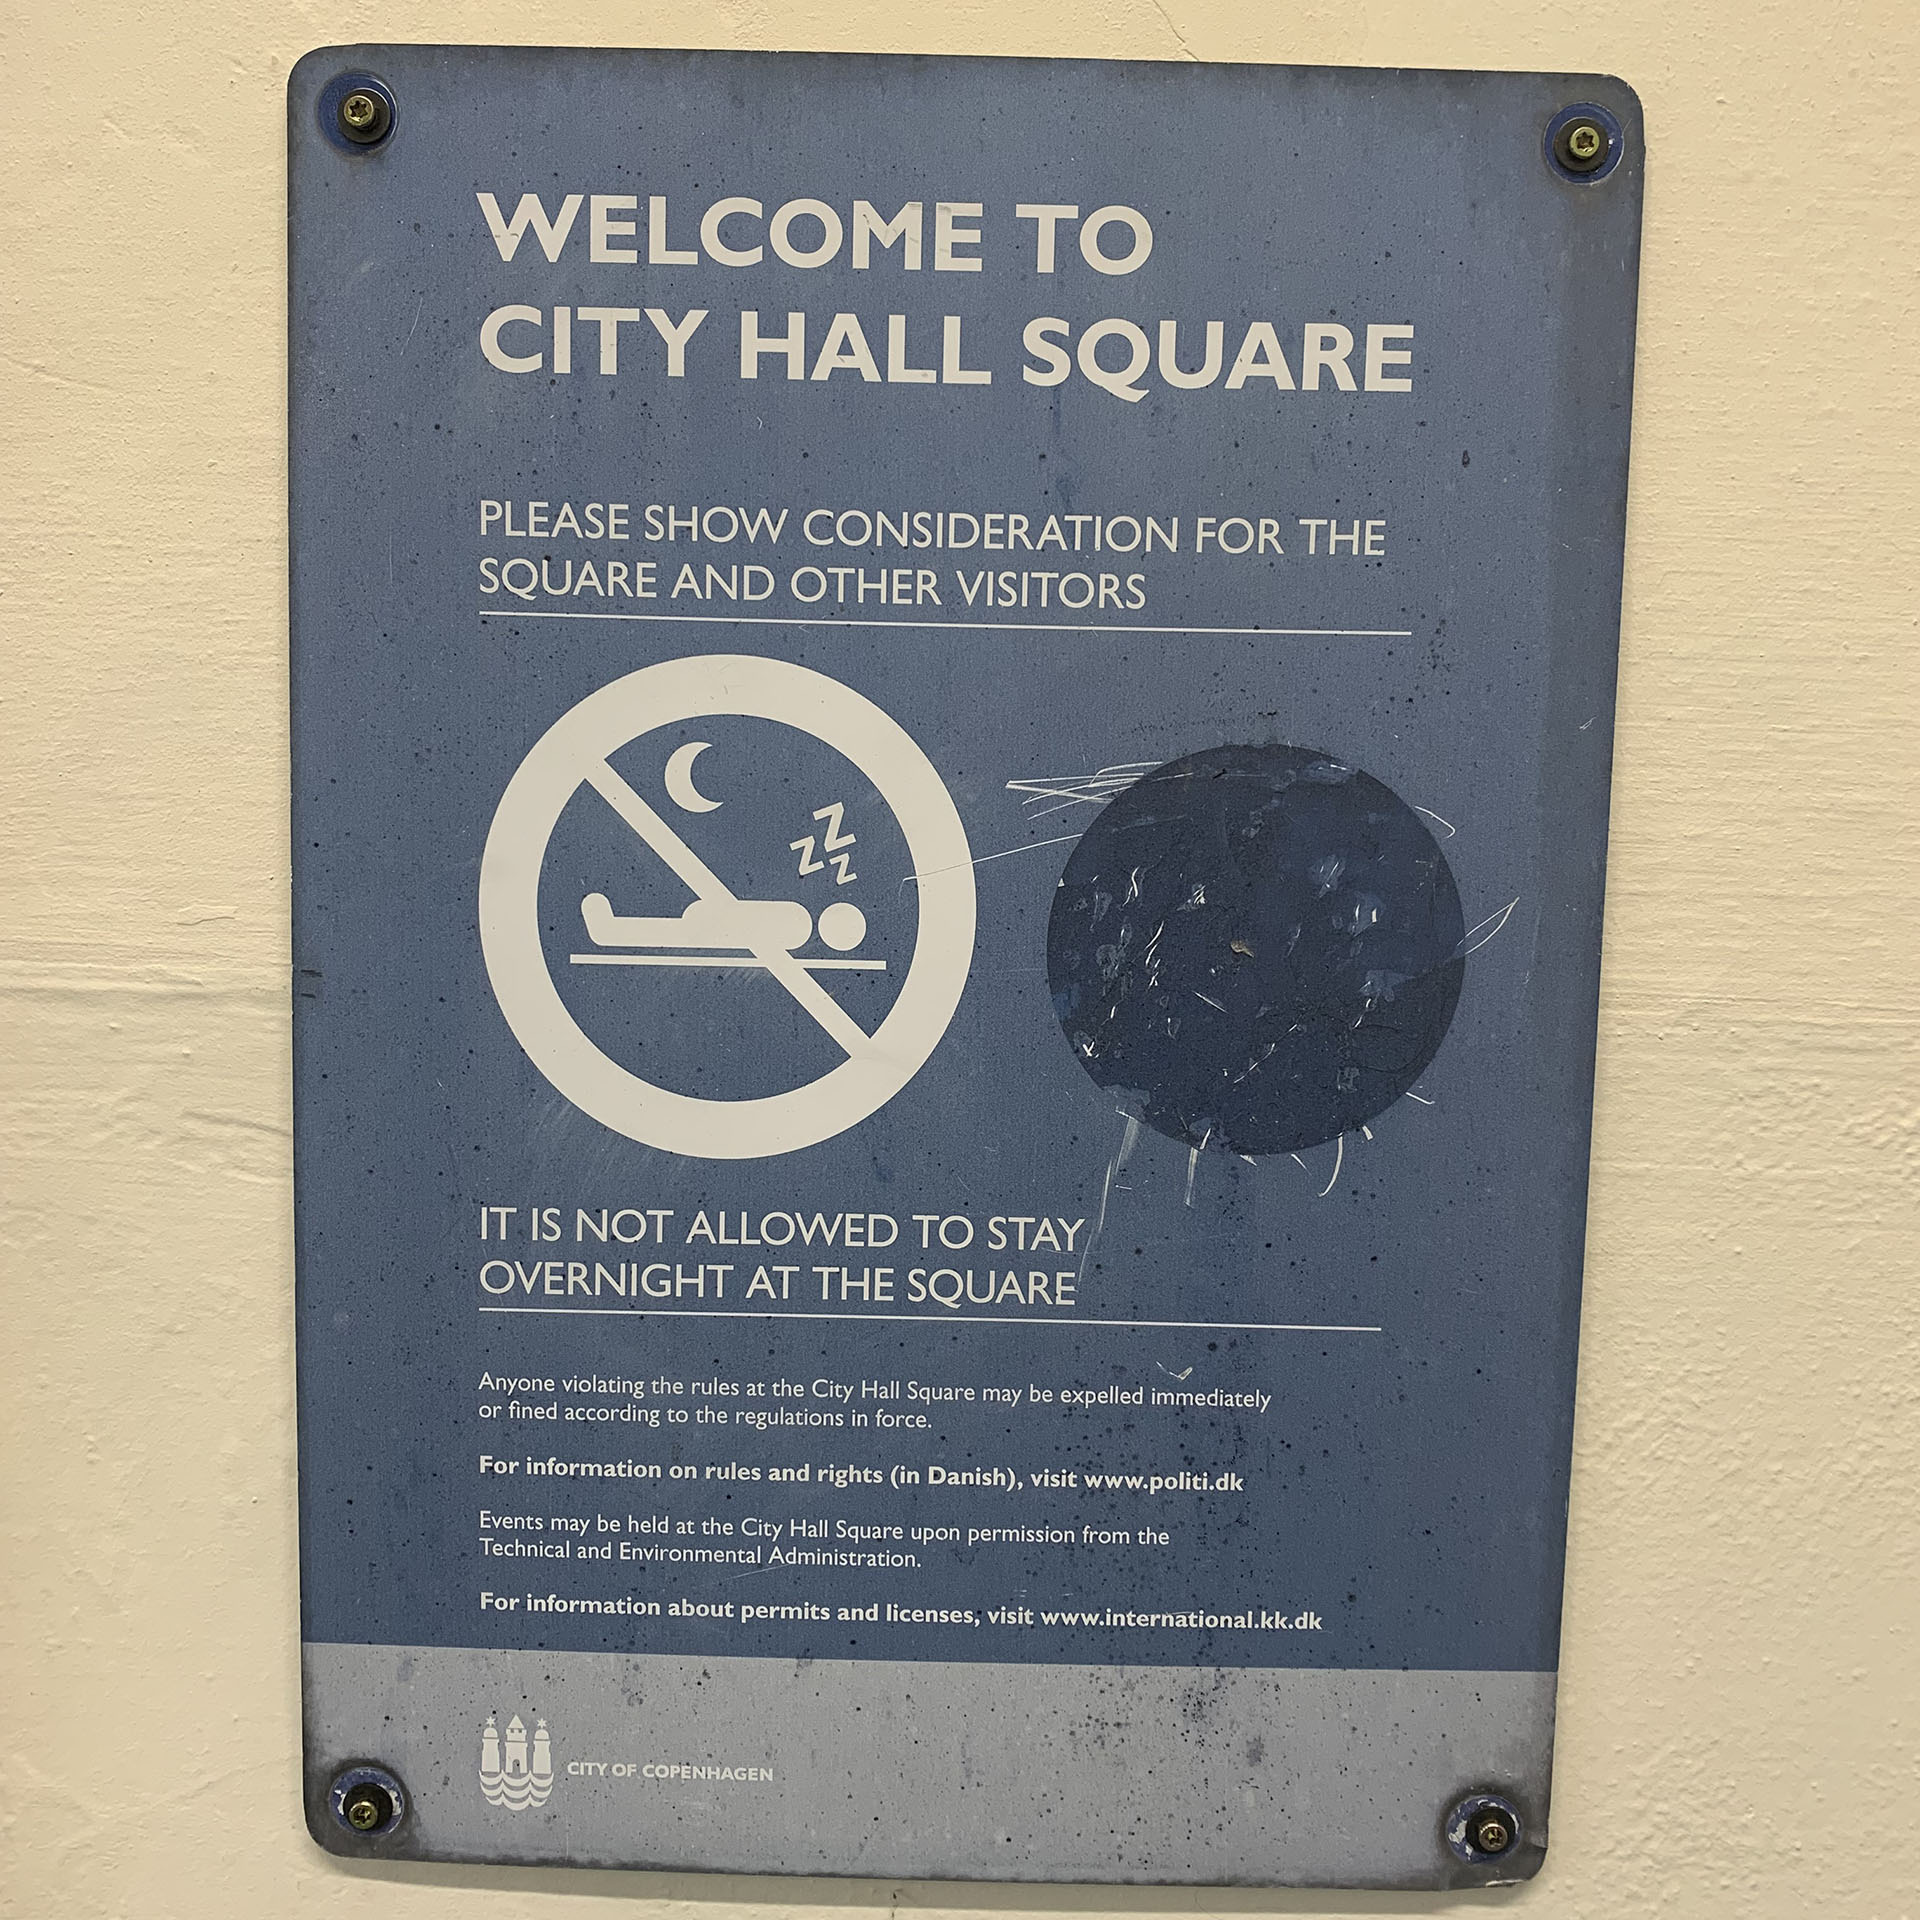 WELCOME TO
CITY HALL SQUARE
PLEASE SHOW CONSIDERATION FOR THE
SQUARE AND OTHER VISITORS
zZz
IT IS NOT ALLOWED TO STAY
OVERNIGHT AT THE SQUARE
Anyone violating the rules at the City Hall Square may be expelled immediately
or fined according to the regulations in force.
For information on rules and rights (in Danish), visit www.politi.dk
Events may be held at the City Hall Square upon permission from the
Technical and Environmental Administration.
For information about permits and licenses, visit www.international.kk.dk
CITY OF COPENHAGEN